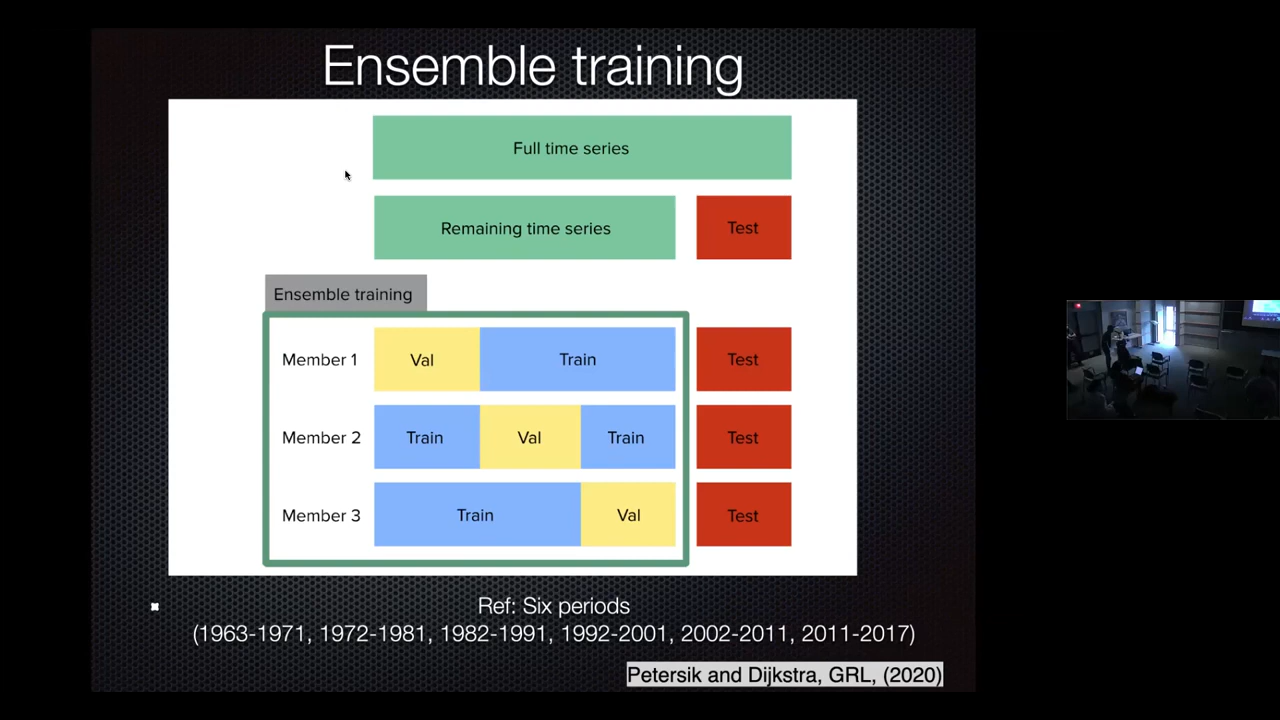 Ensemble training
Full time series
Remaining time series
Test
Ensemble training
Member 1
Val
Train
Test
Member 2
Train
Val
Train
Test
Member 3
Train
Val
Test
Ref: Six periods
(1963-1971, 1972-1981, 1982-1991, 1992-2001, 2002-2011, 2011-2017)
Petersik and Dijkstra, GRL, (2020)